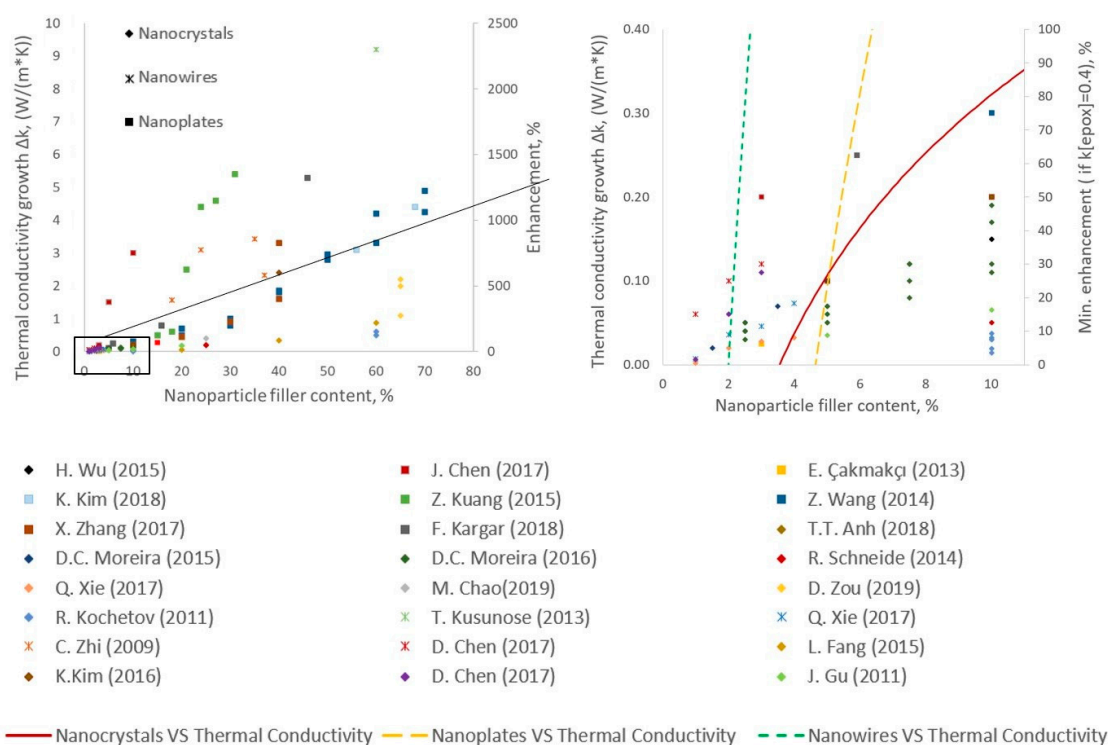 Thermal conductivity growth Δk, (W/(m*K))
10
9
8
7
6
5
4
3
2
1
0
Nanocrystals
Nanowires
Nanoplates
2500
2000
1500
1000
500
0
Enhancement, %
0 10 20 30 40 50 60 70 80
Nanoparticle filler content, %
Thermal conductivity growth Δk, (W/(m*K))
0.40
0.30
0.20
0.10
0.00
100
90
80
70
60
50
40
30
20
10
0
Min. enhancement ( if k[epox]=0.4), %
0 2 4 6 8 10
Nanoparticle filler content, %
H. Wu (2015) J. Chen (2017) E. Çakmakçı (2013)
K. Kim (2018) Z. Kuang (2015) Z. Wang (2014)
X. Zhang (2017) F. Kargar (2018) T.T. Anh (2018)
D.C. Moreira (2015) D.C. Moreira (2016) R. Schneide (2014)
Q. Xie (2017) M. Chao(2019) D. Zou (2019)
R. Kochetov (2011) T. Kusunose (2013) Q. Xie (2017)
C. Zhi (2009) D. Chen (2017) L. Fang (2015)
K.Kim (2016) D. Chen (2017) J. Gu (2011)
Nanocrystals VS Thermal Conductivity Nanoplates VS Thermal Conductivity Nanowires VS Thermal Conductivity